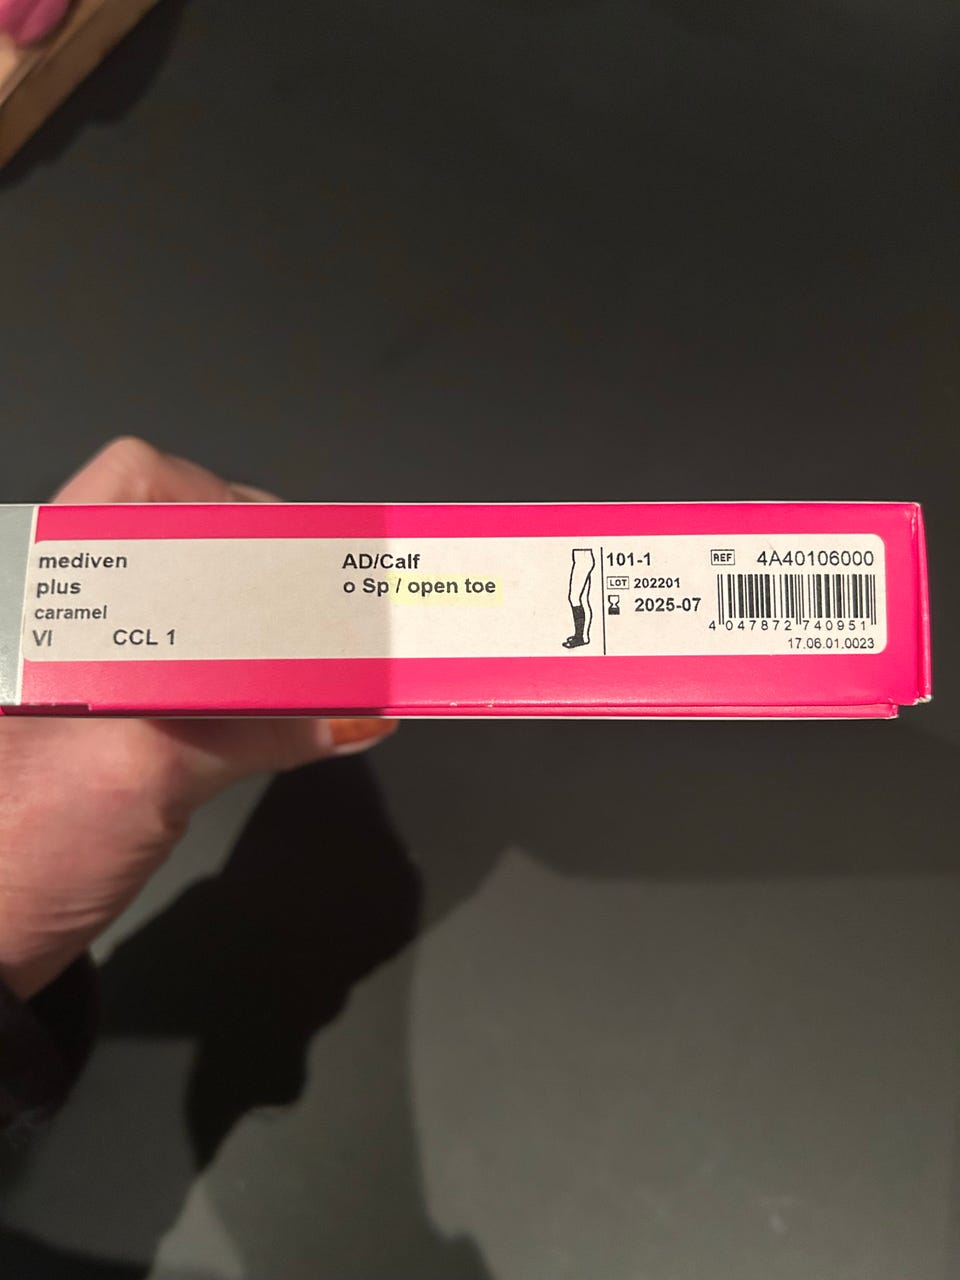 mediven
plus
caramel
VI CCL 1
AD/Calf
o Sp / open toe
101-1
LOT 202201
2025-07
REF 4A40106000
4 047872 740951
17.06.01.0023